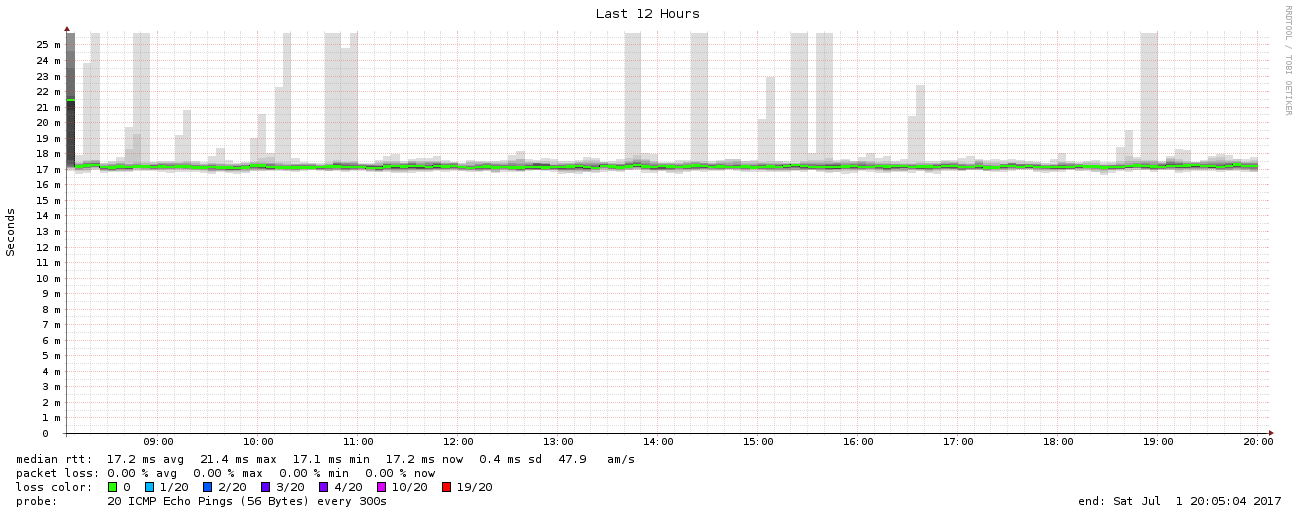 Last 12 Hours
RRDTOOL / TOBI OETIKER
Seconds
25 m
24 m
23 m
22 m
21 m
20 m
19 m
18 m
17 m
16 m
15 m
14 m
13 m
12 m
11 m
10 m
9 m
8 m
7 m
6 m
5 m
4 m
3 m
2 m
1 m
0
09:00 10:00 11:00 12:00 13:00 14:00 15:00 16:00 17:00 18:00 19:00 20:00
median rtt: 17.2 ms avg 21.4 ms max 17.1 ms min 17.2 ms now 0.4 ms sd 47.9 am/s
packet loss: 0.00 % avg 0.00 % max 0.00 % min 0.00 % now
loss color: 0 1/20 2/20 3/20 4/20 10/20 19/20
probe: 20 ICMP Echo Pings (56 Bytes) every 300s end: Sat Jul 1 20:05:04 2017